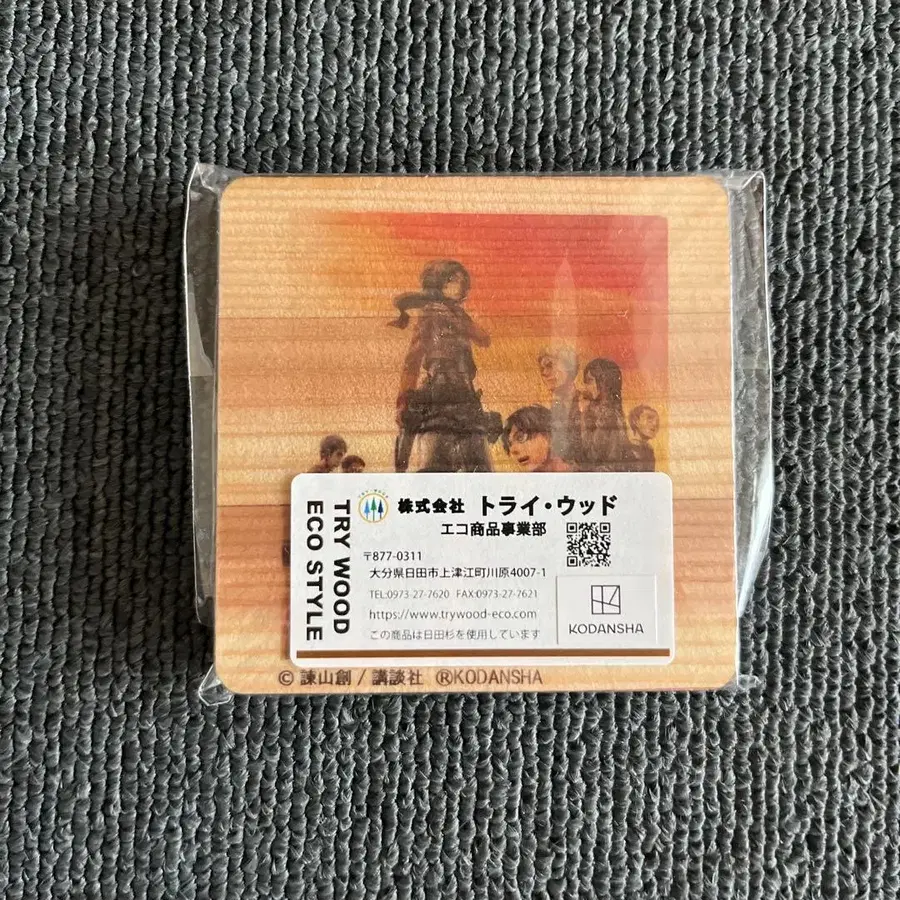 TRY WOOD
ECO STYLE
株式会社 トライ・ウッド
エコ商品事業部
〒877-0311
大分県日田市上津江町川原4007-1
TEL:0973-27-7620 FAX:0973-27-7621
https://www.trywood-eco.com
この商品は日田杉を使用しています
KODANSHA
© 諫山創 / 講談社 ®KODANSHA